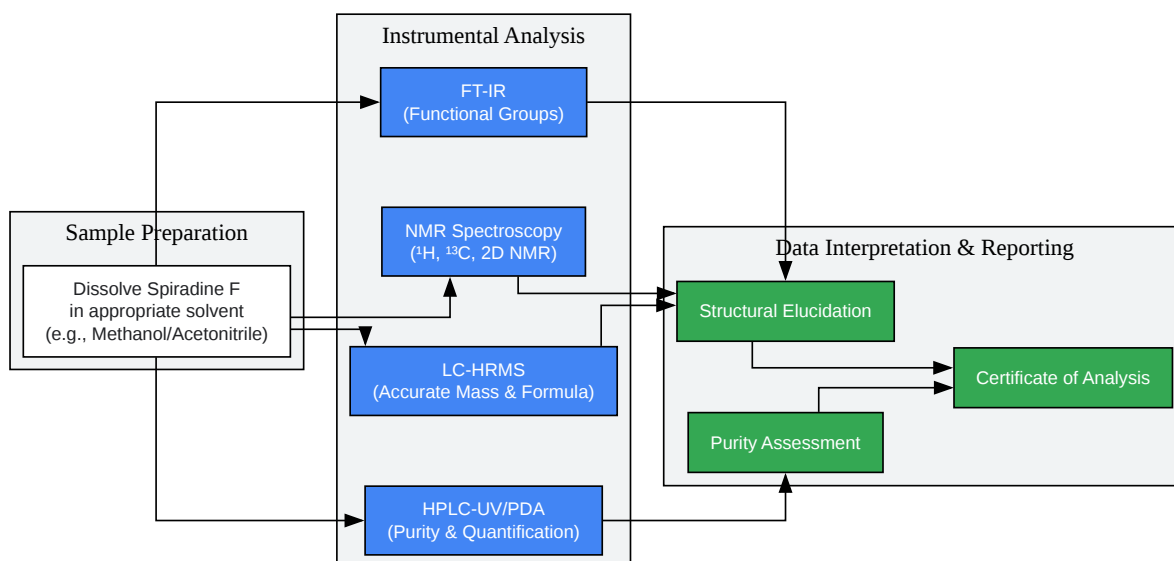 Instrumental Analysis
FT-IR
(Functional Groups)
Sample Preparation
Dissolve Spiradine F
in appropriate solvent
(e.g., Methanol/Acetonitrile)
NMR Spectroscopy
(¹H, ¹³C, 2D NMR)
LC-HRMS
(Accurate Mass & Formula)
HPLC-UV/PDA
(Purity & Quantification)
Data Interpretation & Reporting
Structural Elucidation
Certificate of Analysis
Purity Assessment